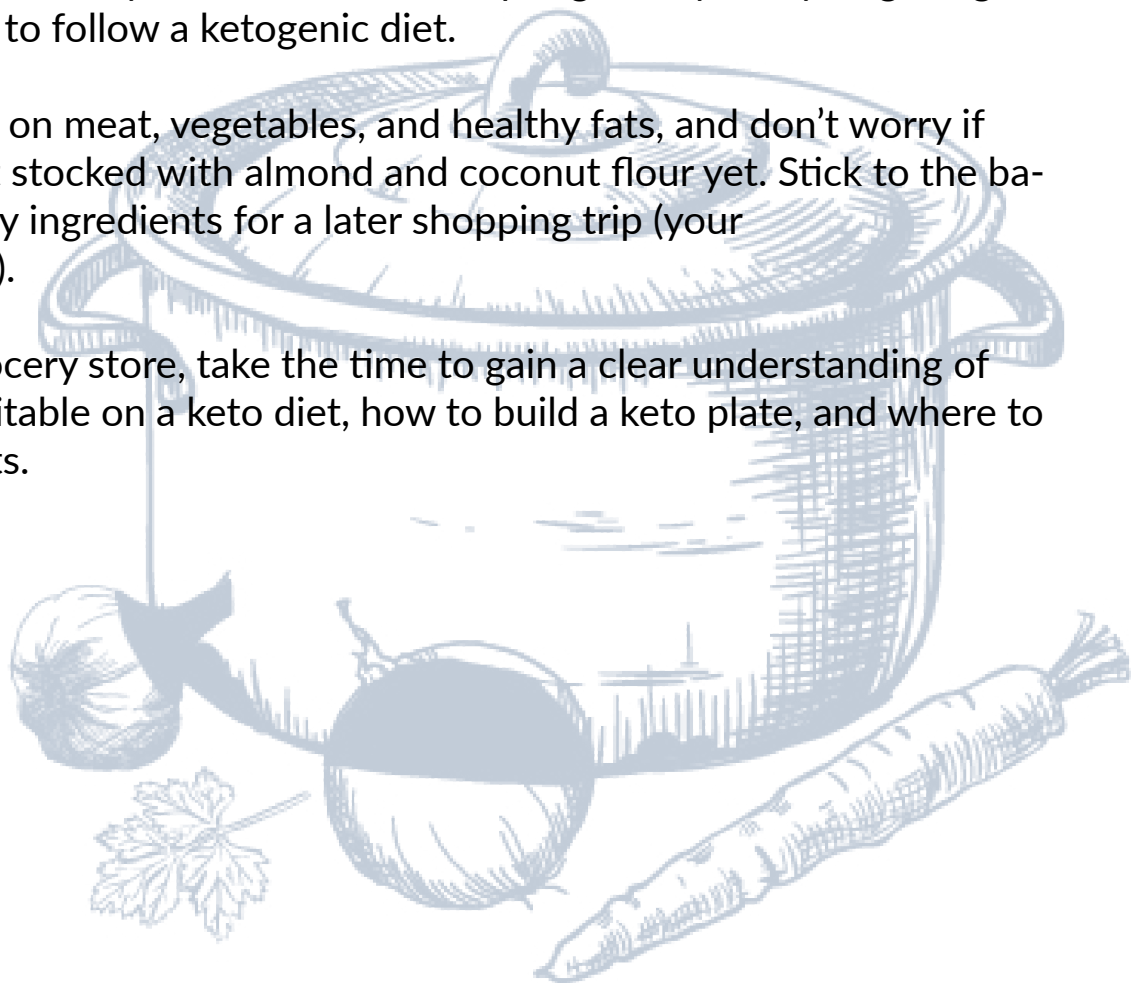 to follow a ketogenic diet.
on meat, vegetables, and healthy fats, and don’t worry if
stocked with almond and coconut flour yet. Stick to the ba-
y ingredients for a later shopping trip (your
).
ocery store, take the time to gain a clear understanding of
itable on a keto diet, how to build a keto plate, and where to
ts.